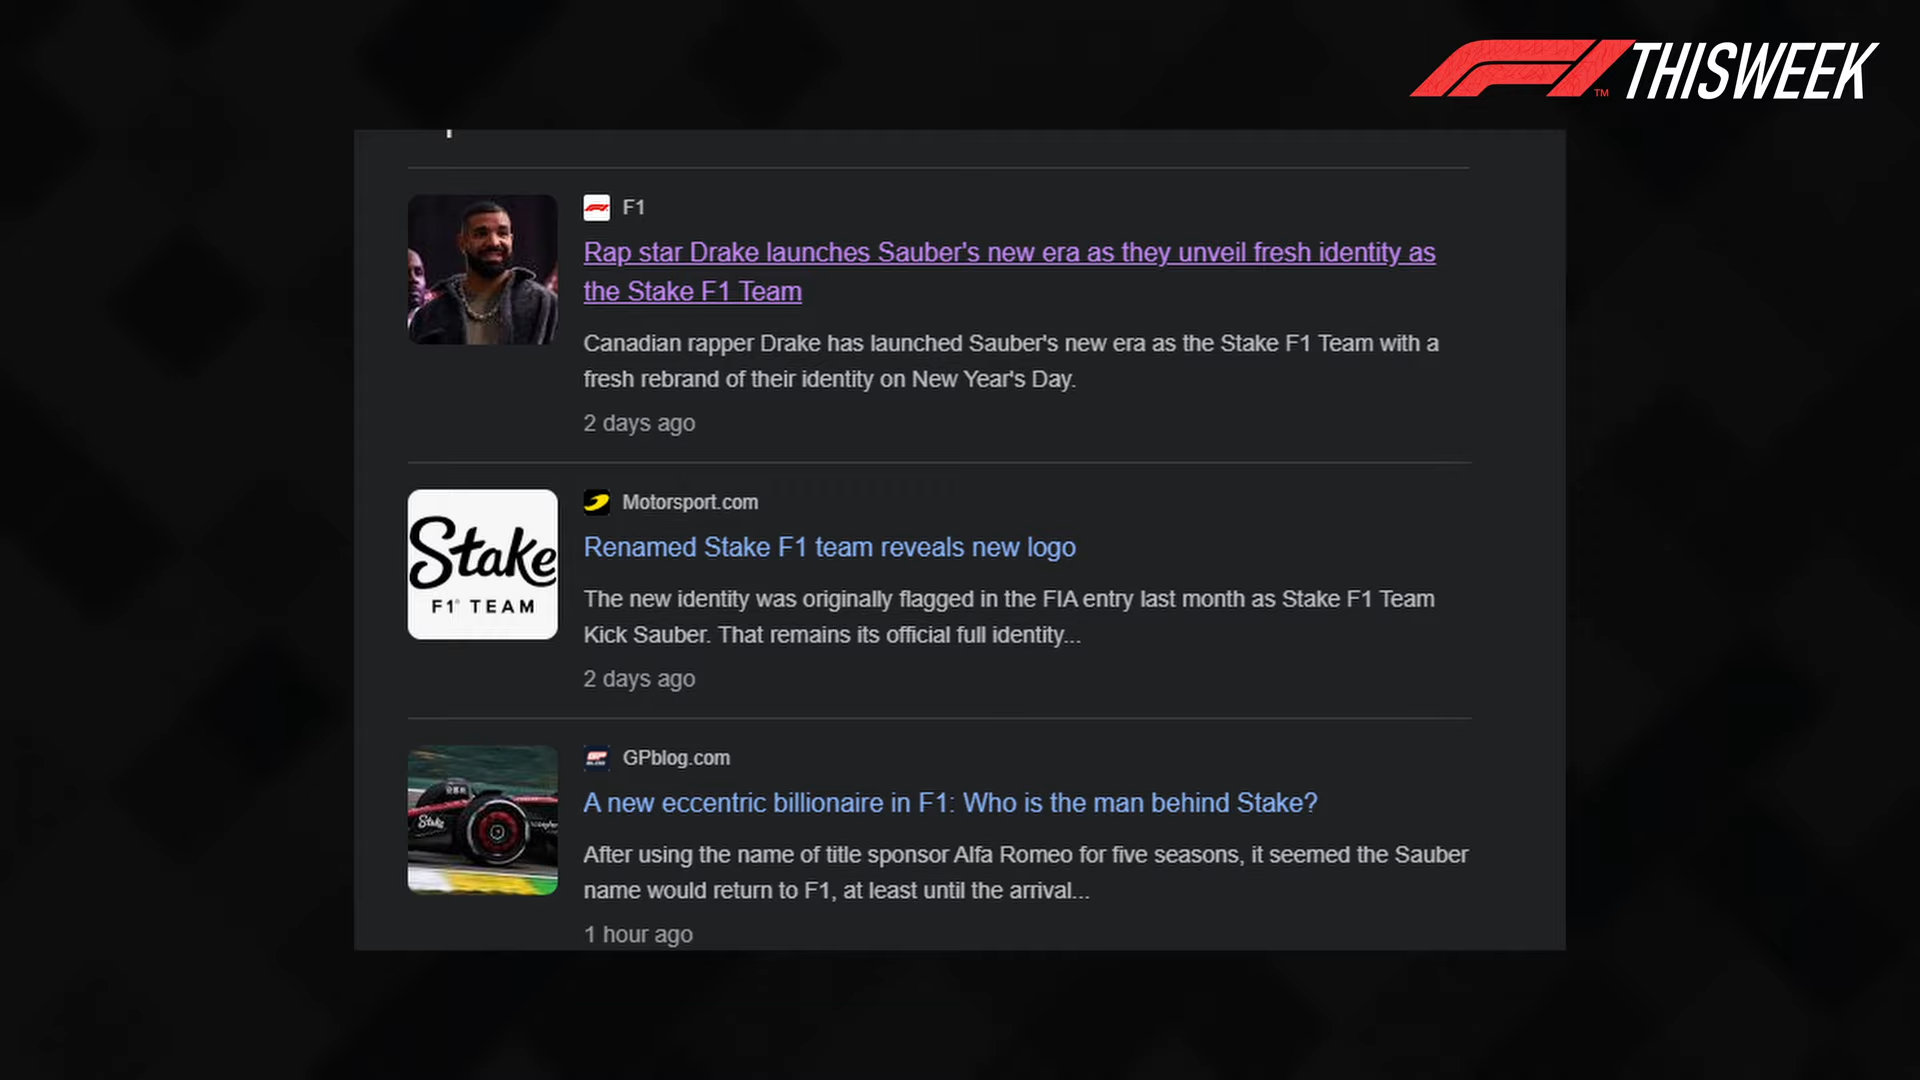 THISWEEK
F1
Rap star Drake launches Sauber's new era as they unveil fresh identity as
the Stake F1 Team
Canadian rapper Drake has launched Sauber's new era as the Stake F1 Team with a
fresh rebrand of their identity on New Year's Day.
2 days ago
Stake
F1 TEAM
Motorsport.com
Renamed Stake F1 team reveals new logo
The new identity was originally flagged in the FIA entry last month as Stake F1 Team
Kick Sauber. That remains its official full identity...
2 days ago
Stake
GP
GPblog.com
A new eccentric billionaire in F1: Who is the man behind Stake?
After using the name of title sponsor Alfa Romeo for five seasons, it seemed the Sauber
name would return to F1, at least until the arrival...
1 hour ago